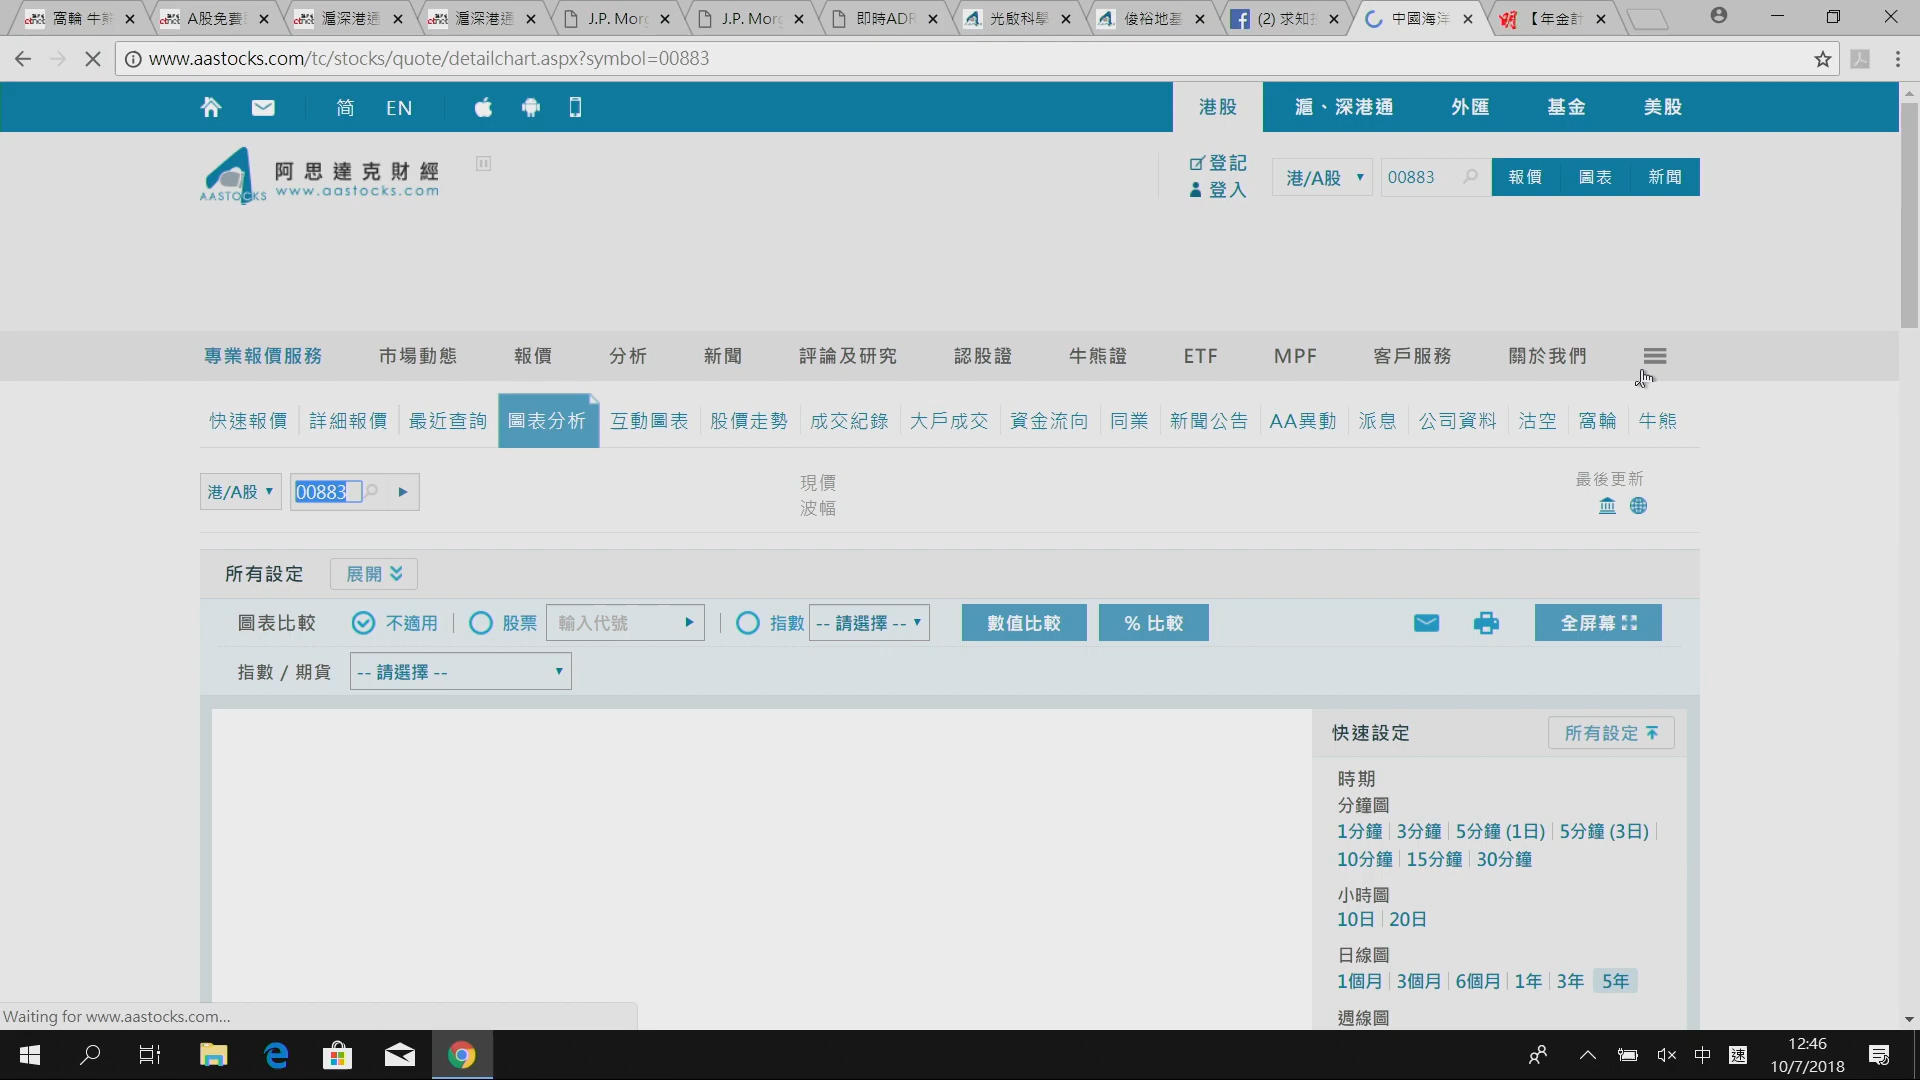 窩輪 牛熊
A股免費
滬深港通
滬深港通
J.P. Morg
J.P. Morg
即時ADR
光啟科學
俊裕地基
(2) 求知
中國海洋
【年金計
www.aastocks.com/tc/stocks/quote/detailchart.aspx?symbol=00883
简 EN
港股 滬、深港通 外匯 基金 美股
阿思達克財經
www.aastocks.com
AASTOCKS
登記
登入
港/A股 00883 報價 圖表 新聞
專業報價服務 市場動態 報價 分析 新聞 評論及研究 認股證 牛熊證 ETF MPF 客戶服務 關於我們
快速報價 詳細報價 最近查詢 圖表分析 互動圖表 股價走勢 成交紀錄 大戶成交 資金流向 同業 新聞公告 AA異動 派息 公司資料 沽空 窩輪 牛熊
港/A股 00883
現價
波幅
最後更新
所有設定 展開
圖表比較 不適用 股票 輸入代號 指數 -- 請選擇 -- 數值比較 % 比較 全屏幕
指數 / 期貨 -- 請選擇 --
快速設定 所有設定
時期
分鐘圖
1分鐘 3分鐘 5分鐘 (1日) 5分鐘 (3日)
10分鐘 15分鐘 30分鐘
小時圖
10日 20日
日線圖
1個月 3個月 6個月 1年 3年 5年
週線圖
Waiting for www.aastocks.com...
中 速
12:46
10/7/2018